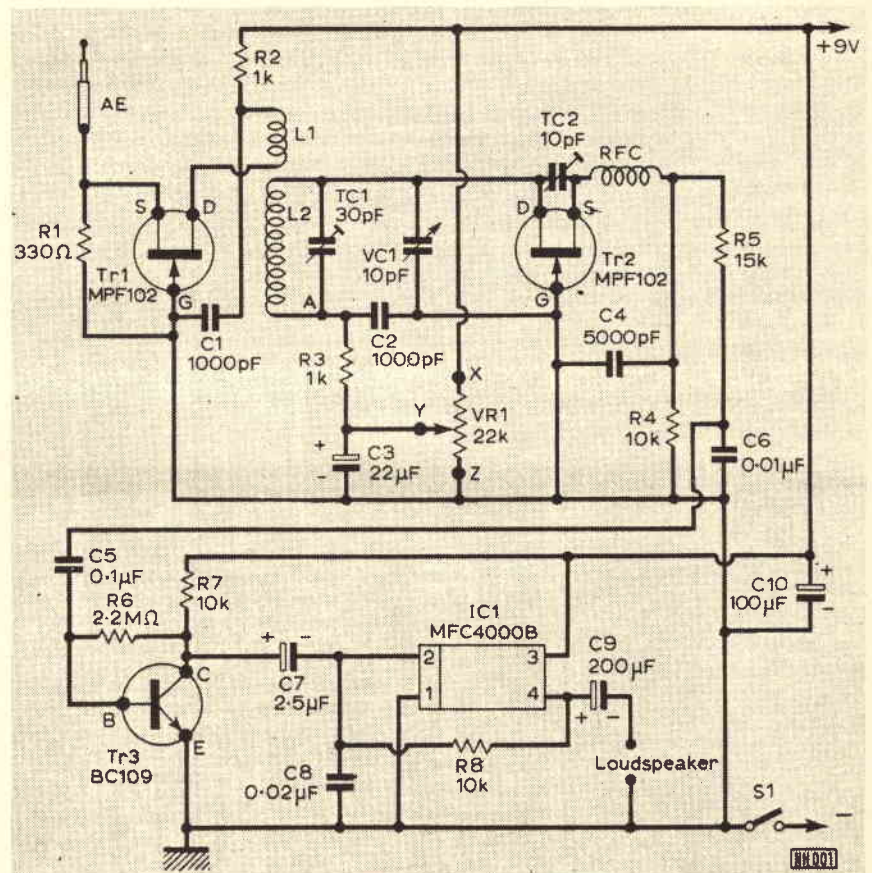 +9V
R2
1k
AE
L1
TC2
10pF
RFC
S
D
L2
TC1
30pF
D
S
R1
330Ω
VC1
10pF
R5
15k
Tr1
MPF102
G
Tr2
MPF102
A
G
C4
5000pF
C1
1000pF
R3
1k
C2
1000pF
X
Y
VR1
22k
R4
10k
C6
0·01µF
+
-
C3
22µF
Z
C5
0·1µF
R7
10k
+
C10
100µF
-
R6
2·2MΩ
IC1
MFC4000B
C9
200µF
+
-
C
C7
2·5µF
2
3
1
4
+
-
B
E
Tr3
BC109
R8
10k
Loudspeaker
C8
0·02µF
S1
-